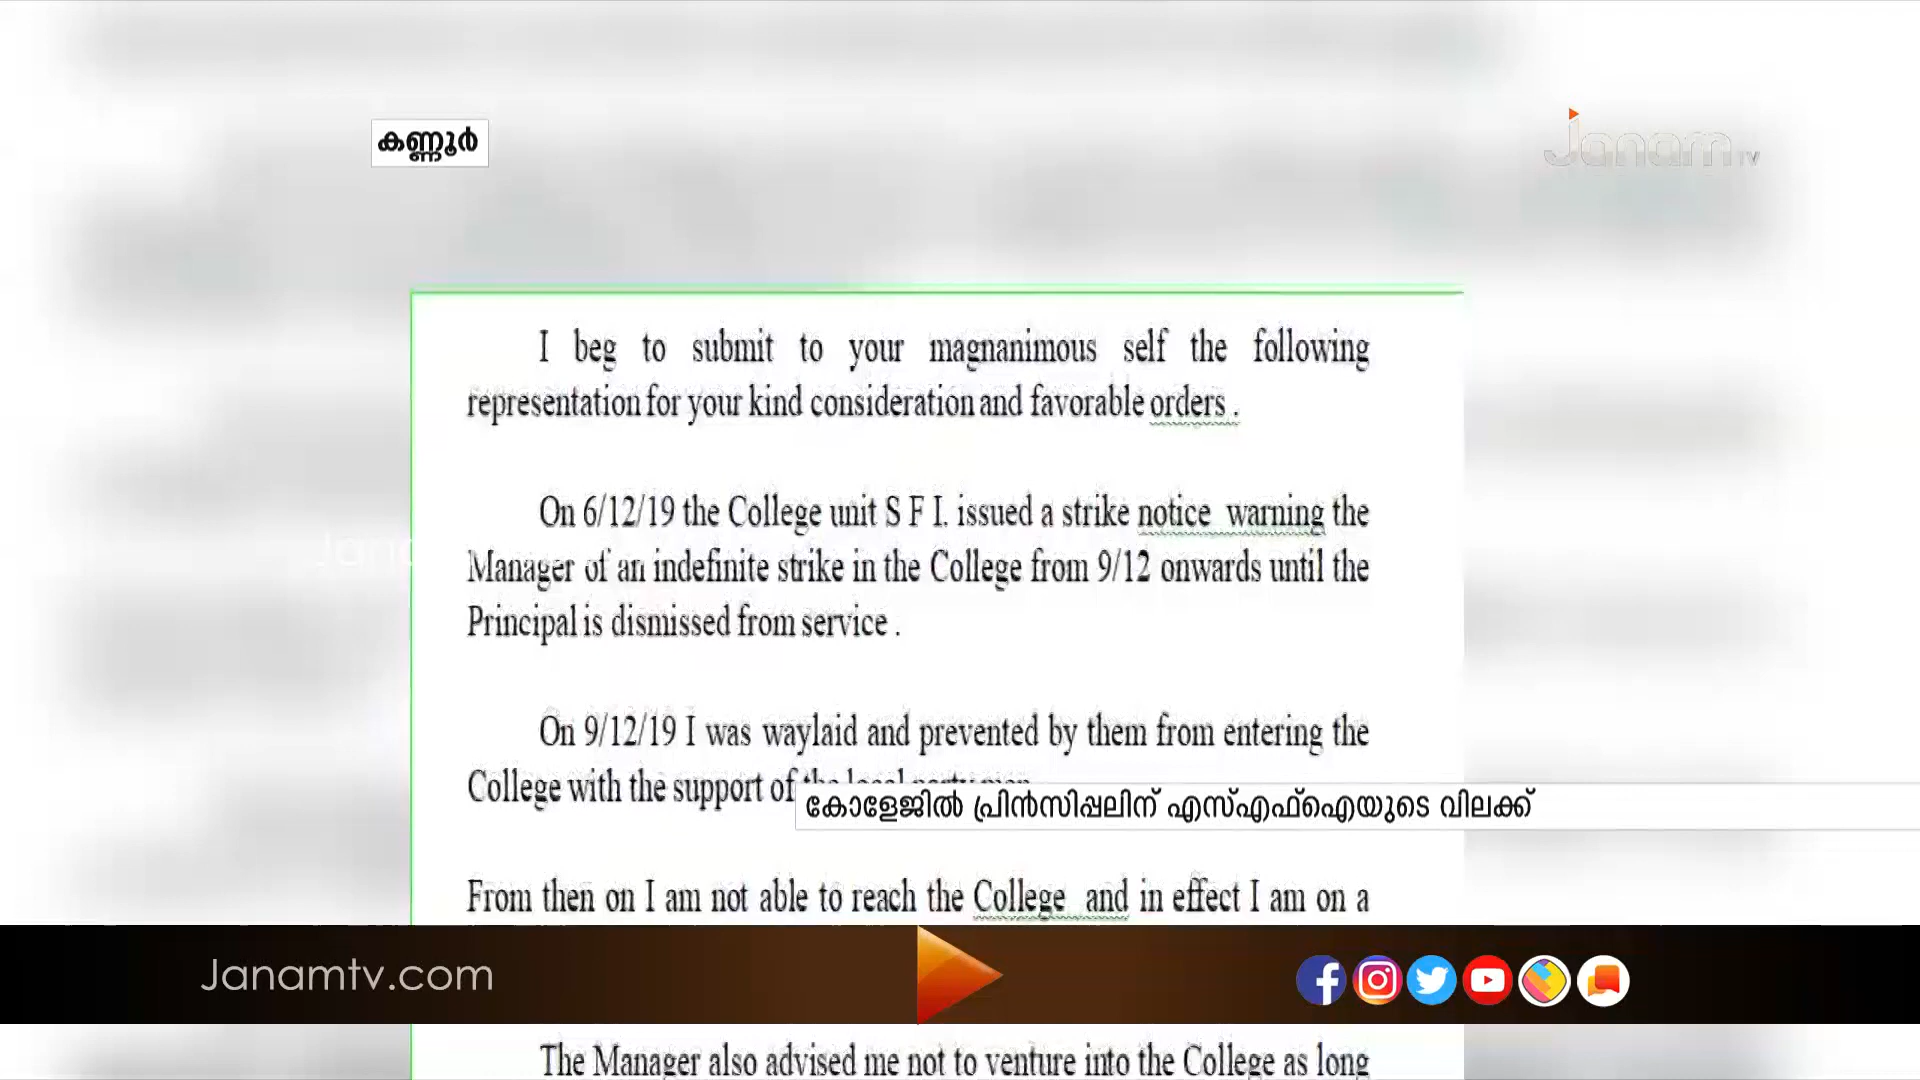 കണ്ണൂർ
Janam TV
I beg to submit to your magnanimous self the following
representation for your kind consideration and favorable orders .
On 6/12/19 the College unit S F I. issued a strike notice warning the
Manager of an indefinite strike in the College from 9/12 onwards until the
Principal is dismissed from service .
On 9/12/19 I was waylaid and prevented by them from entering the
College with the support of the local party men
കോളേജിൽ പ്രിൻസിപ്പലിന് എസ്എഫ്ഐയുടെ വിലക്ക്
From then on I am not able to reach the College and in effect I am on a
Janamtv.com
The Manager also advised me not to venture into the College as long